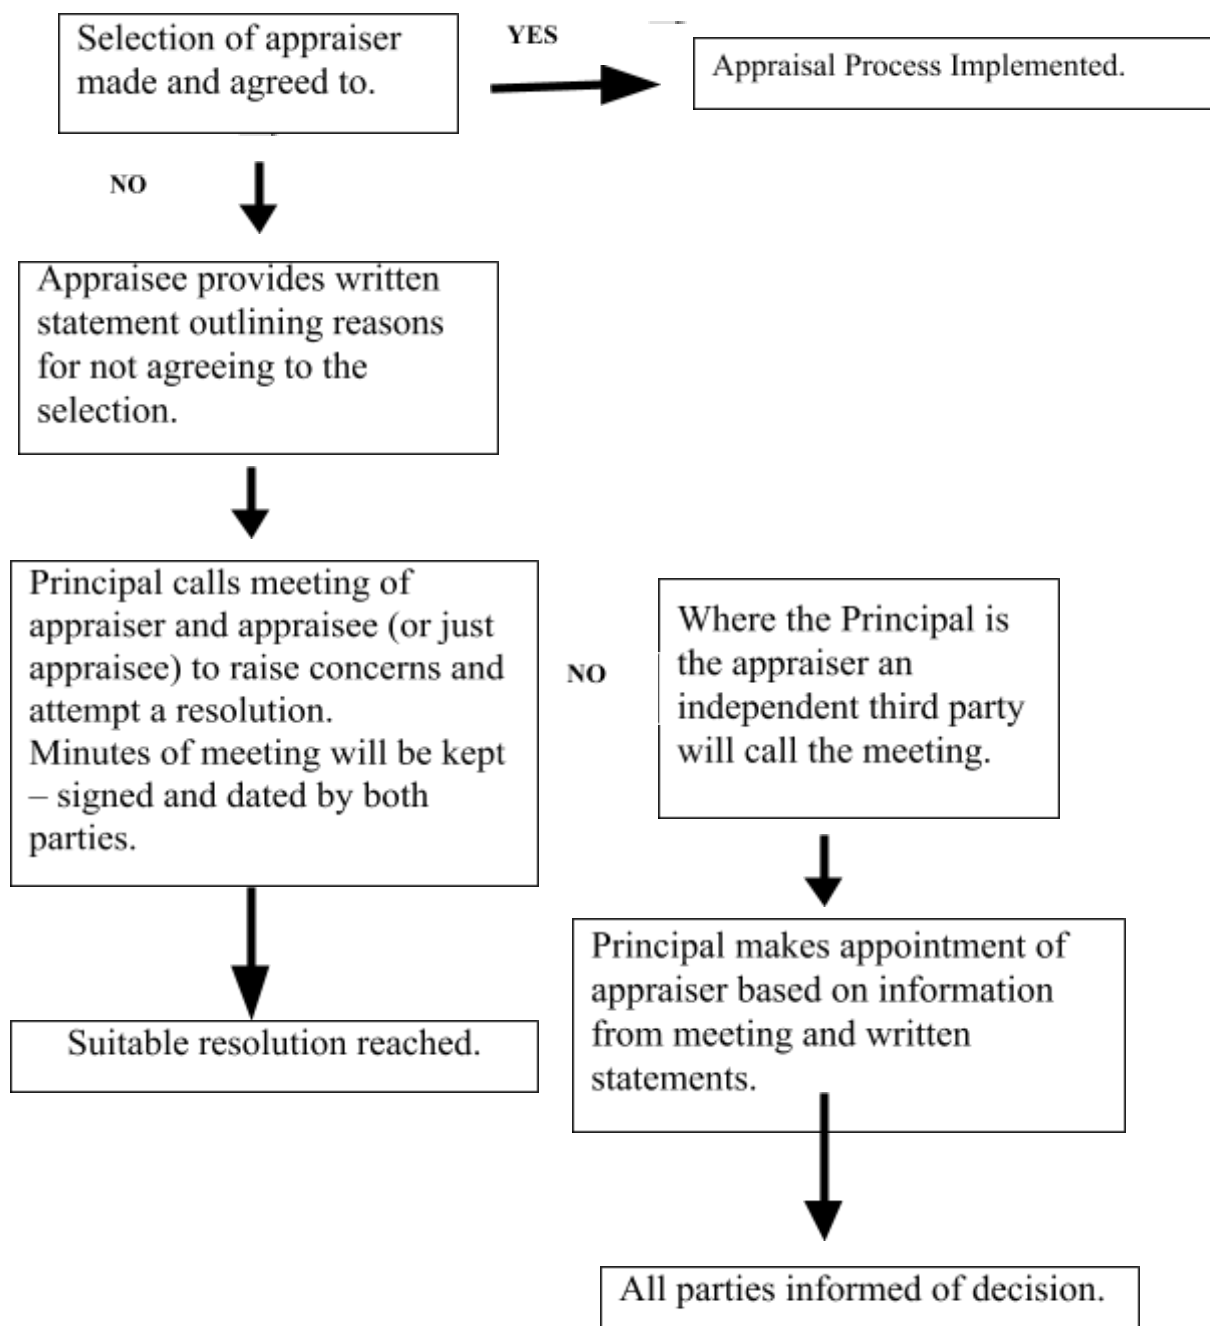 Selection of appraiser
made and agreed to.
YES
Appraisal Process Implemented.
NO
Appraisee provides written
statement outlining reasons
for not agreeing to the
selection.
Principal calls meeting of
appraiser and appraisee (or just
appraisee) to raise concerns and
attempt a resolution.
Minutes of meeting will be kept
– signed and dated by both
parties.
NO
Where the Principal is
the appraiser an
independent third party
will call the meeting.
Suitable resolution reached.
Principal makes appointment of
appraiser based on information
from meeting and written
statements.
All parties informed of decision.